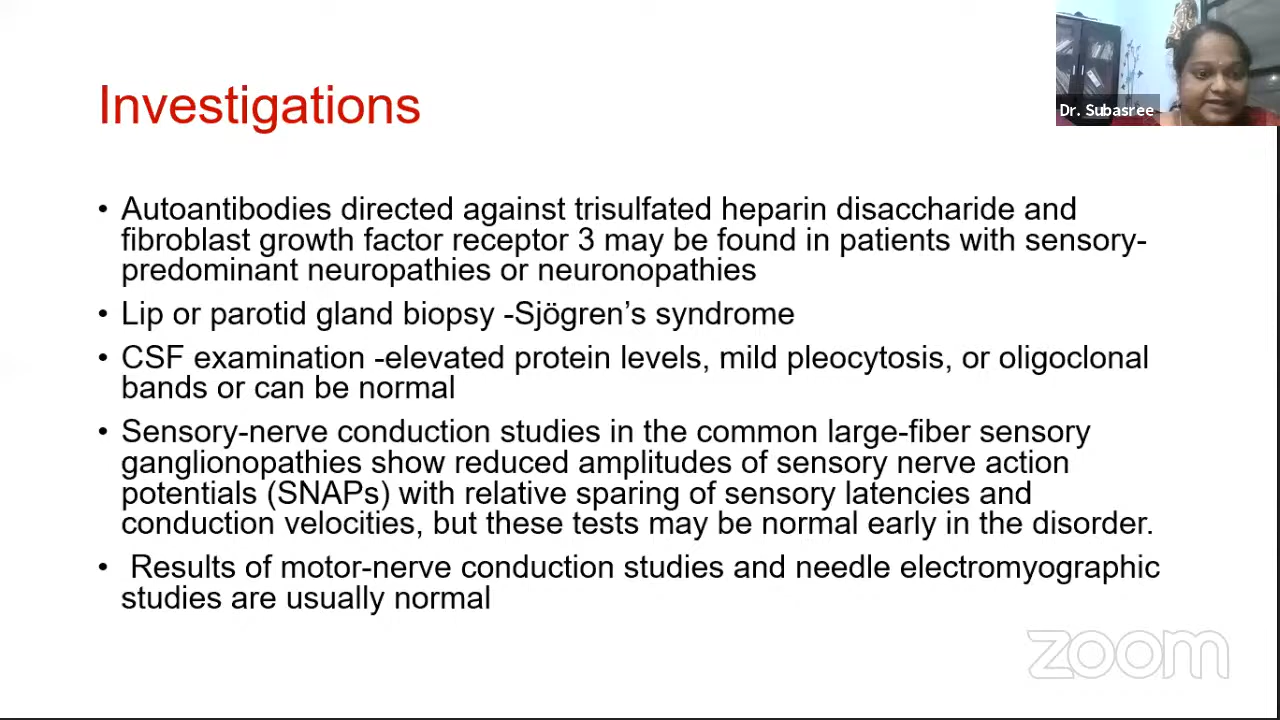 Investigations
Dr. Subasree
• Autoantibodies directed against trisulfated heparin disaccharide and
fibroblast growth factor receptor 3 may be found in patients with sensory-
predominant neuropathies or neuronopathies
• Lip or parotid gland biopsy -Sjögren’s syndrome
• CSF examination -elevated protein levels, mild pleocytosis, or oligoclonal
bands or can be normal
• Sensory-nerve conduction studies in the common large-fiber sensory
ganglionopathies show reduced amplitudes of sensory nerve action
potentials (SNAPs) with relative sparing of sensory latencies and
conduction velocities, but these tests may be normal early in the disorder.
• Results of motor-nerve conduction studies and needle electromyographic
studies are usually normal
zoom